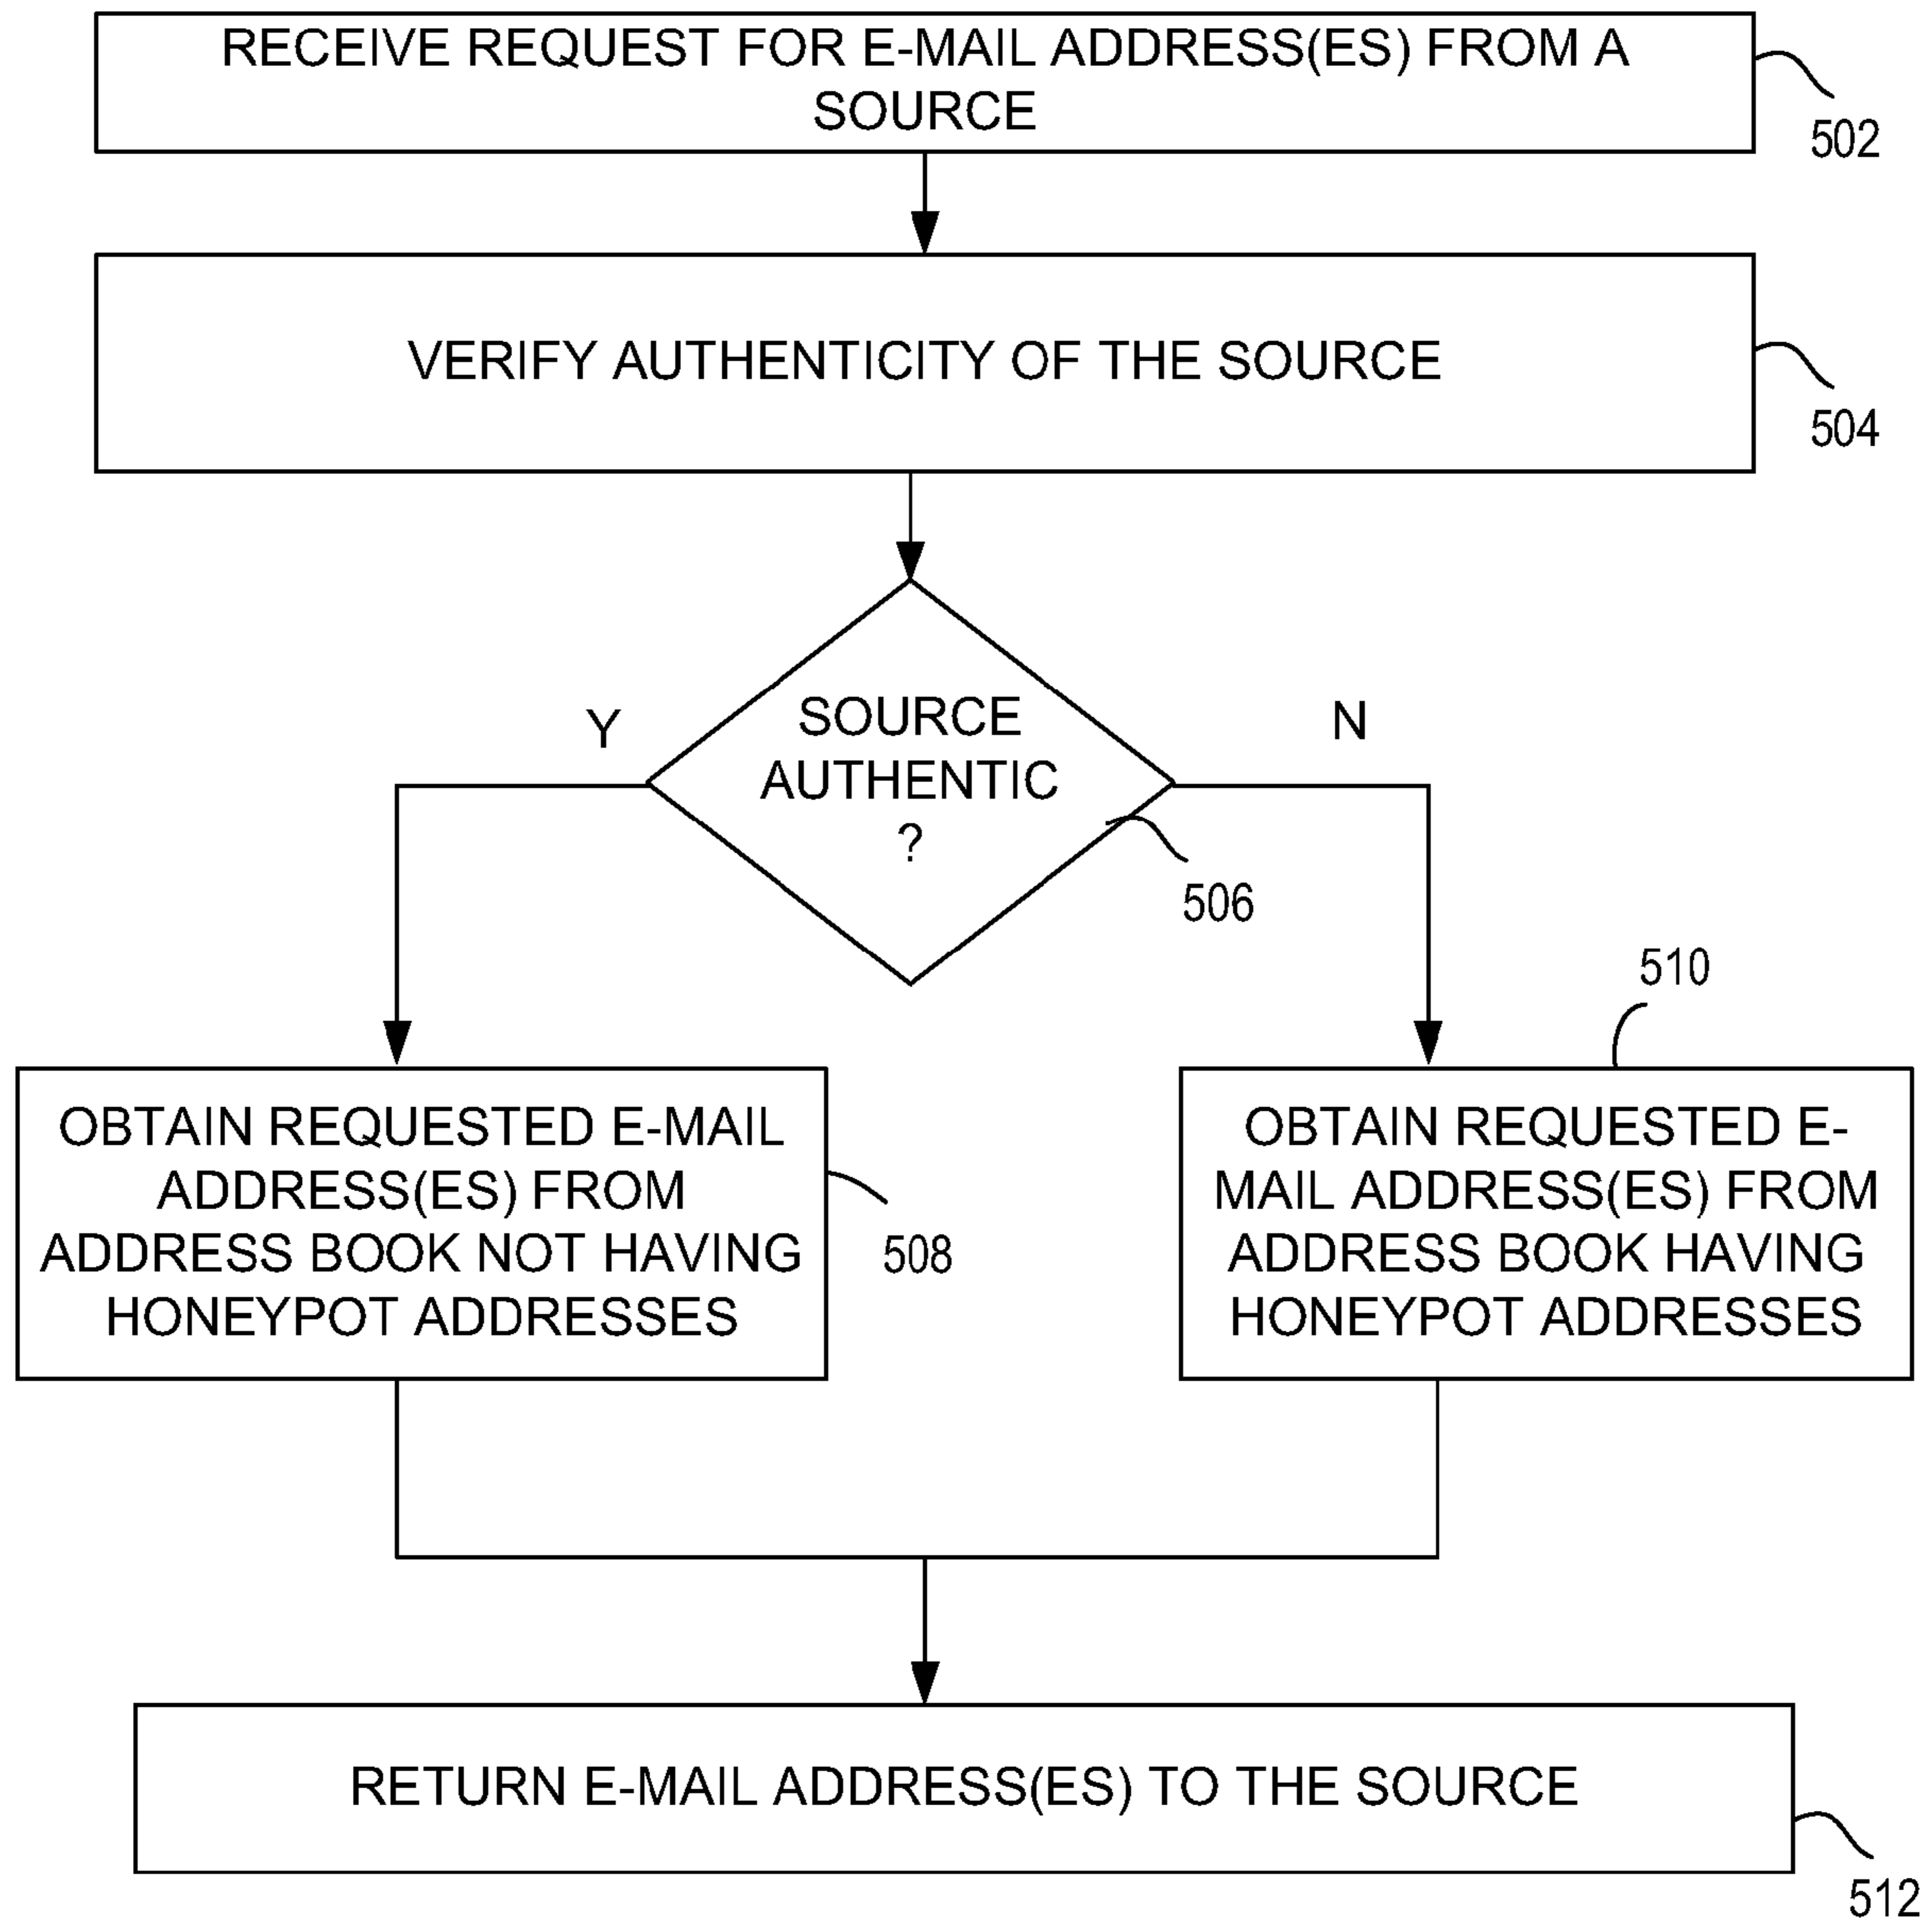 RECEIVE REQUEST FOR E-MAIL ADDRESS(ES) FROM A
SOURCE
502
VERIFY AUTHENTICITY OF THE SOURCE
504
Y
SOURCE
AUTHENTIC
?
N
506
510
OBTAIN REQUESTED E-MAIL
ADDRESS(ES) FROM
ADDRESS BOOK NOT HAVING
HONEYPOT ADDRESSES
508
OBTAIN REQUESTED E-
MAIL ADDRESS(ES) FROM
ADDRESS BOOK HAVING
HONEYPOT ADDRESSES
RETURN E-MAIL ADDRESS(ES) TO THE SOURCE
512